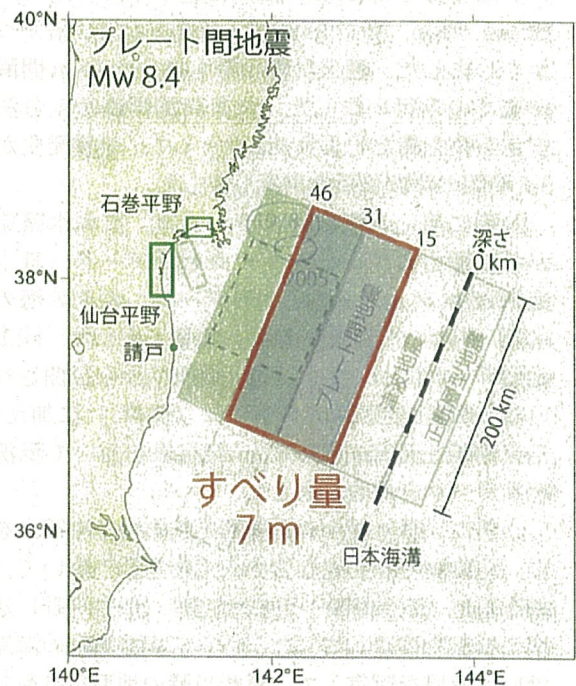 40°N
プレート間地震
Mw 8.4
石巻平野
46
31
15
深さ
0 km
38°N
仙台平野
請戸
プレート間地震
津波地震
正断層型地震
200 km
すべり量
7 m
36°N
日本海溝
140°E
142°E
144°E